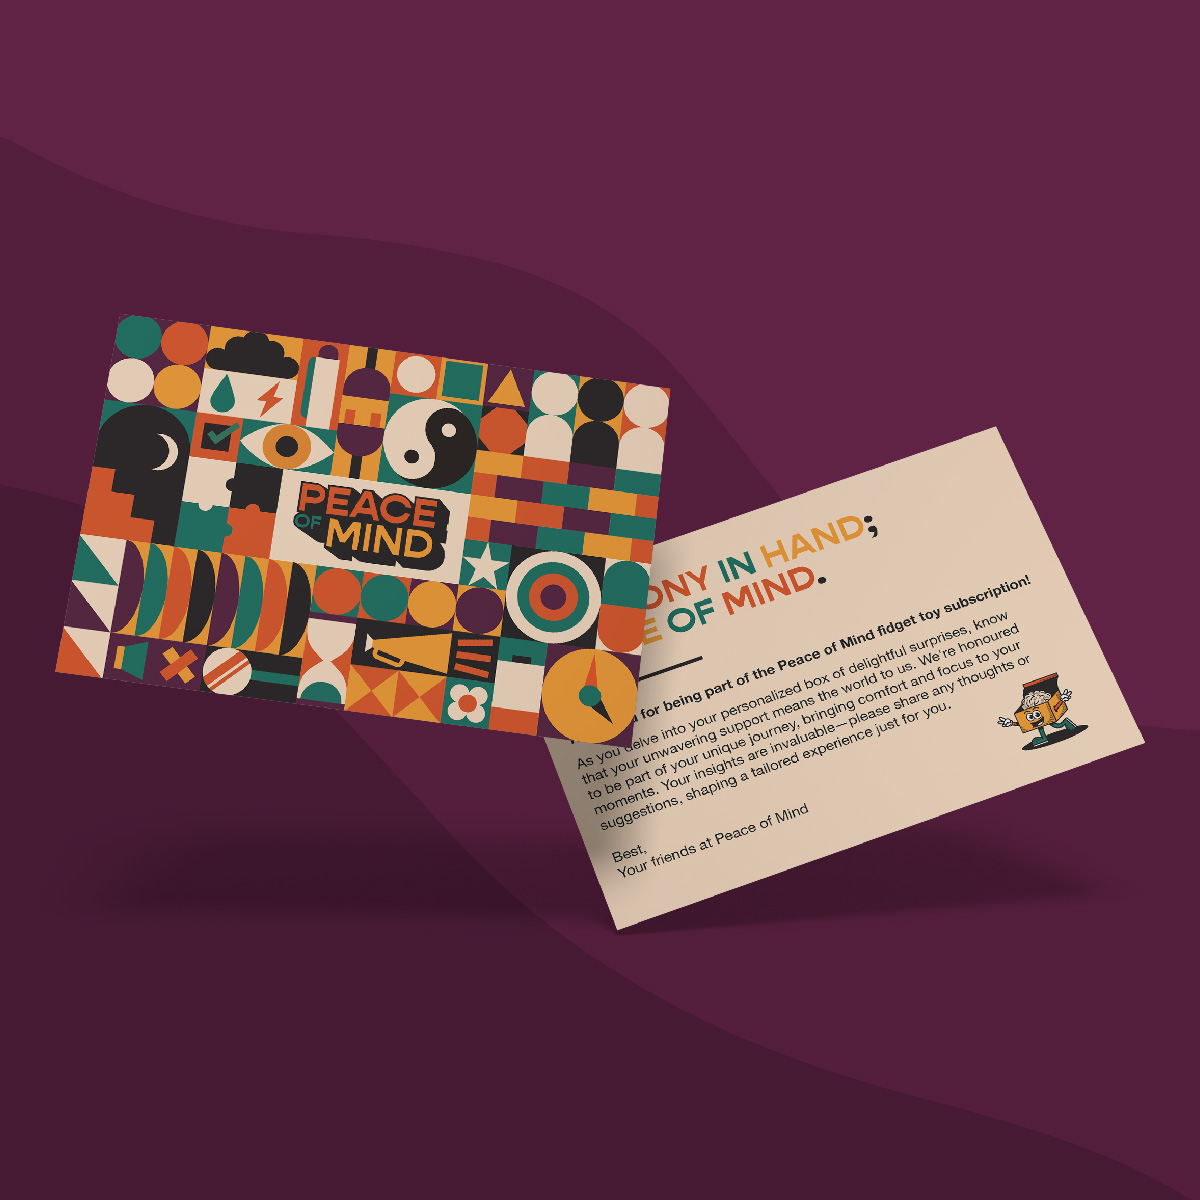 PEACE
OF MIND
ONY IN HAND;
E OF MIND.
for being part of the Peace of Mind fidget toy subscription!
As you delve into your personalized box of delightful surprises, know
that your unwavering support means the world to us. We're honoured
to be part of your unique journey, bringing comfort and focus to your
moments. Your insights are invaluable—please share any thoughts or
suggestions, shaping a tailored experience just for you.
Best,
Your friends at Peace of Mind